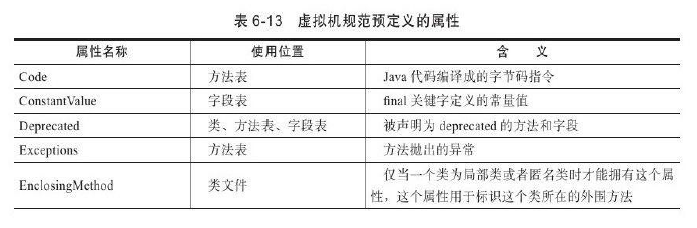 表 6-13 虚拟机规范预定义的属性
属性名称 使用位置 含 义
Code 方法表 Java 代码编译成的字节码指令
ConstantValue 字段表 final 关键字定义的常量值
Deprecated 类、方法表、字段表 被声明为 deprecated 的方法和字段
Exceptions 方法表 方法抛出的异常
EnclosingMethod 类文件 仅当一个类为局部类或者匿名类时才能拥有这个属
性，这个属性用于标识这个类所在的外围方法